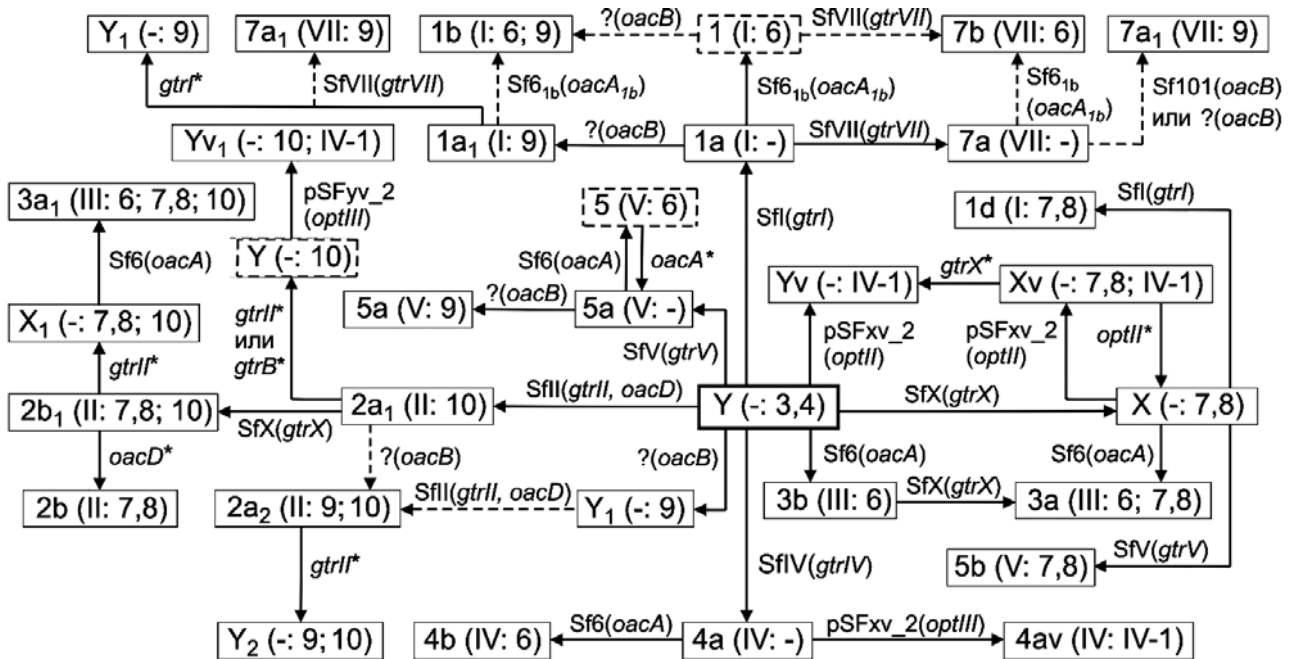 Y₁ (-: 9)
7a₁ (VII: 9)
1b (I: 6; 9)
?(oacB)
1 (I: 6)
SfVII(gtrVII)
7b (VII: 6)
7a₁ (VII: 9)
gtrI*
SfVII(gtrVII)
Sf6₁b(oacA₁b)
Sf6₁b(oacA₁b)
Sf6₁b
(oacA₁b)
Sf101(oacB)
или ?(oacB)
Yv₁ (-: 10; IV-1)
1a₁ (I: 9)
?(oacB)
1a (I: -)
SfVII(gtrVII)
7a (VII: -)
3a₁ (III: 6; 7,8; 10)
pSFyv_2
(optIII)
5 (V: 6)
SfI(gtrI)
1d (I: 7,8)
SfI(gtrI)
Sf6(oacA)
Y (-: 10)
Sf6(oacA)
oacA*
Yv (-: IV-1)
gtrX*
Xv (-: 7,8; IV-1)
X₁ (-: 7,8; 10)
gtrII*
или
gtrB*
5a (V: 9)
?(oacB)
5a (V: -)
pSFxv_2
(optII)
pSFxv_2
(optII)
optII*
gtrII*
SfV(gtrV)
2b₁ (II: 7,8; 10)
SfX(gtrX)
2a₁ (II: 10)
SfII(gtrII, oacD)
Y (-: 3,4)
SfX(gtrX)
X (-: 7,8)
oacD*
?(oacB)
?(oacB)
Sf6(oacA)
Sf6(oacA)
2b (II: 7,8)
2a₂ (II: 9; 10)
SfII(gtrII, oacD)
Y₁ (-: 9)
3b (III: 6)
SfX(gtrX)
3a (III: 6; 7,8)
gtrII*
SfIV(gtrIV)
5b (V: 7,8)
SfV(gtrV)
Y₂ (-: 9; 10)
4b (IV: 6)
Sf6(oacA)
4a (IV: -)
pSFxv_2(optIII)
4av (IV: IV-1)